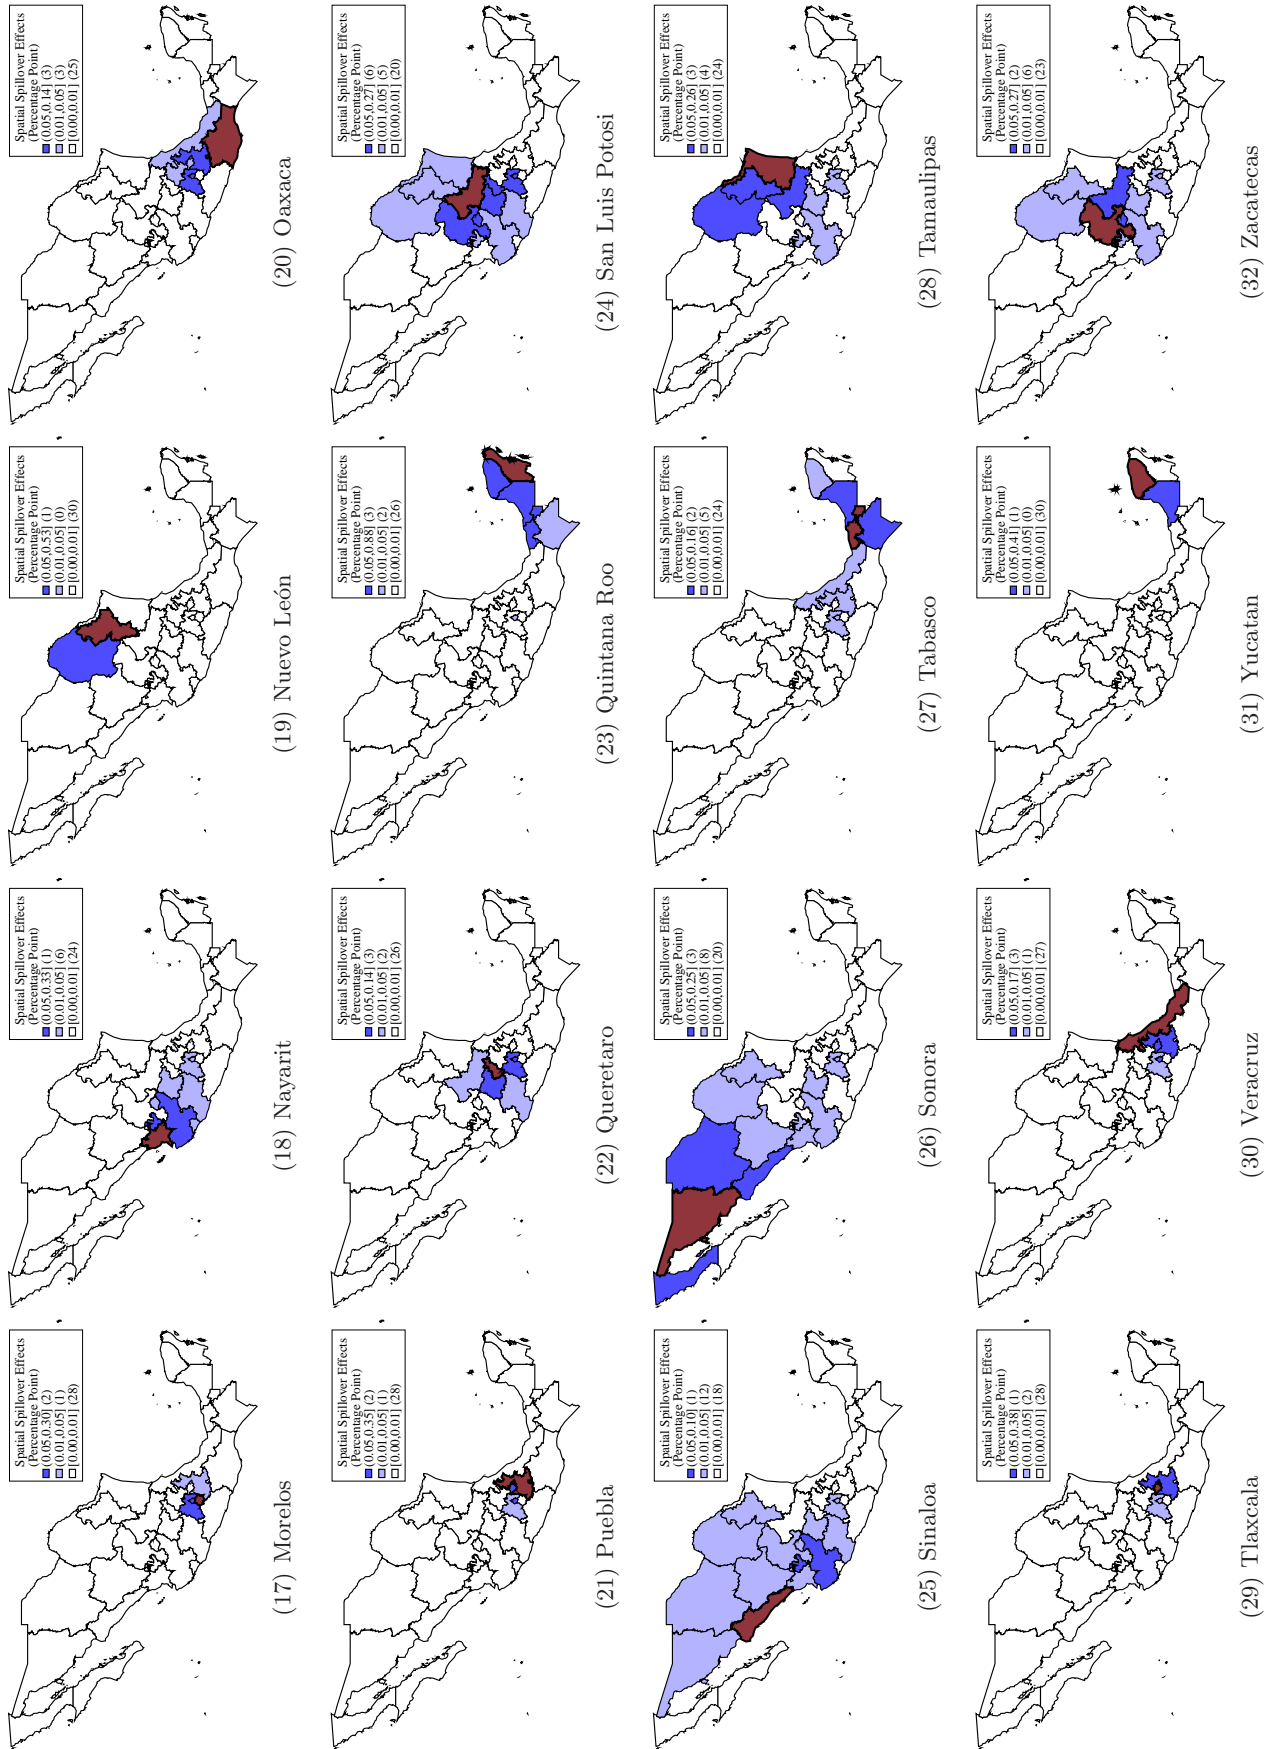 Spatial Spillover Effects
(Percentage Point)
(0.05,0.30] (2)
(0.01,0.05] (1)
[0.00,0.01] (28)
(17) Morelos
Spatial Spillover Effects
(Percentage Point)
(0.05,0.33] (1)
(0.01,0.05] (6)
[0.00,0.01] (24)
(18) Nayarit
Spatial Spillover Effects
(Percentage Point)
(0.05,0.53] (1)
(0.01,0.05] (0)
[0.00,0.01] (30)
(19) Nuevo León
Spatial Spillover Effects
(Percentage Point)
(0.05,0.14] (3)
(0.01,0.05] (3)
[0.00,0.01] (25)
(20) Oaxaca
Spatial Spillover Effects
(Percentage Point)
(0.05,0.35] (2)
(0.01,0.05] (1)
[0.00,0.01] (28)
(21) Puebla
Spatial Spillover Effects
(Percentage Point)
(0.05,0.14] (3)
(0.01,0.05] (2)
[0.00,0.01] (26)
(22) Queretaro
Spatial Spillover Effects
(Percentage Point)
(0.05,0.88] (3)
(0.01,0.05] (2)
[0.00,0.01] (26)
(23) Quintana Roo
Spatial Spillover Effects
(Percentage Point)
(0.05,0.27] (6)
(0.01,0.05] (5)
[0.00,0.01] (20)
(24) San Luis Potosi
Spatial Spillover Effects
(Percentage Point)
(0.05,0.10] (1)
(0.01,0.05] (12)
[0.00,0.01] (18)
(25) Sinaloa
Spatial Spillover Effects
(Percentage Point)
(0.05,0.25] (3)
(0.01,0.05] (8)
[0.00,0.01] (20)
(26) Sonora
Spatial Spillover Effects
(Percentage Point)
(0.05,0.16] (2)
(0.01,0.05] (5)
[0.00,0.01] (24)
(27) Tabasco
Spatial Spillover Effects
(Percentage Point)
(0.05,0.26] (3)
(0.01,0.05] (4)
[0.00,0.01] (24)
(28) Tamaulipas
Spatial Spillover Effects
(Percentage Point)
(0.05,0.38] (1)
(0.01,0.05] (2)
[0.00,0.01] (28)
(29) Tlaxcala
Spatial Spillover Effects
(Percentage Point)
(0.05,0.17] (3)
(0.01,0.05] (1)
[0.00,0.01] (27)
(30) Veracruz
Spatial Spillover Effects
(Percentage Point)
(0.05,0.41] (1)
(0.01,0.05] (0)
[0.00,0.01] (30)
(31) Yucatan
Spatial Spillover Effects
(Percentage Point)
(0.05,0.27] (2)
(0.01,0.05] (6)
[0.00,0.01] (23)
(32) Zacatecas